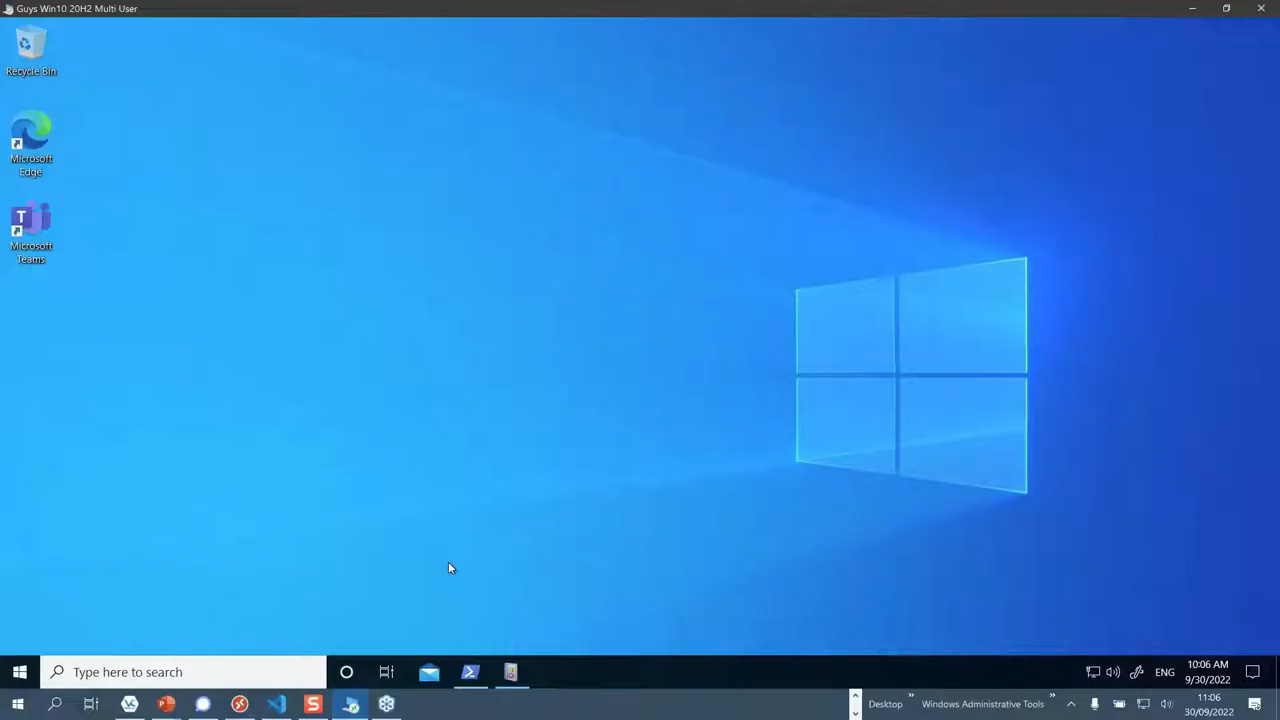 Guys Win10 20H2 Multi User
Recycle Bin
Microsoft
Edge
T
Microsoft
Teams
Type here to search
ENG
10:06 AM
9/30/2022
S
Desktop
»
Windows Administrative Tools
»
11:06
30/09/2022